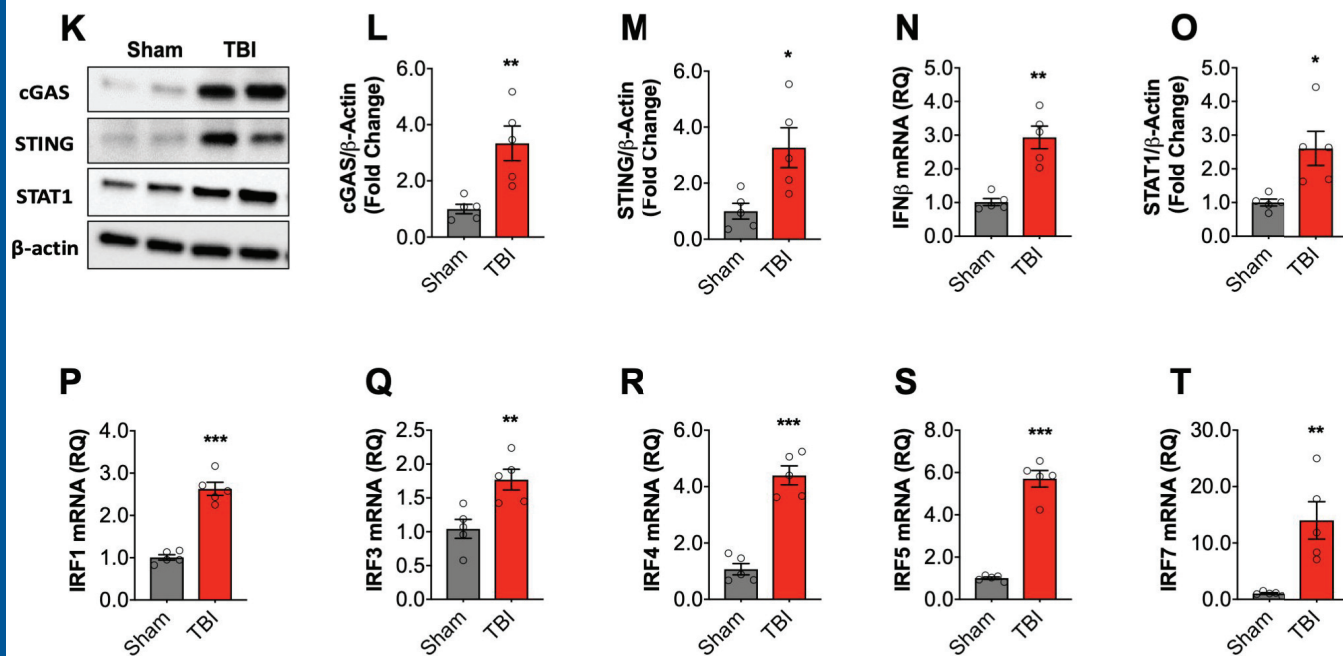 K
Sham TBI
cGAS
STING
STAT1
β-actin
L
cGAS/β-Actin
(Fold Change)
6.0
4.0
2.0
0.0
**
Sham
TBI
M
STING/β-Actin
(Fold Change)
6.0
4.0
2.0
0.0
*
Sham
TBI
N
IFNβ mRNA (RQ)
5.0
4.0
3.0
2.0
1.0
0.0
**
Sham
TBI
O
STAT1/β-Actin
(Fold Change)
5.0
4.0
3.0
2.0
1.0
0.0
*
Sham
TBI
P
IRF1 mRNA (RQ)
4.0
3.0
2.0
1.0
0.0
***
Sham
TBI
Q
IRF3 mRNA (RQ)
2.5
2.0
1.5
1.0
0.5
0.0
**
Sham
TBI
R
IRF4 mRNA (RQ)
6.0
4.0
2.0
0.0
***
Sham
TBI
S
IRF5 mRNA (RQ)
8.0
6.0
4.0
2.0
0.0
***
Sham
TBI
T
IRF7 mRNA (RQ)
30.0
20.0
10.0
0.0
**
Sham
TBI